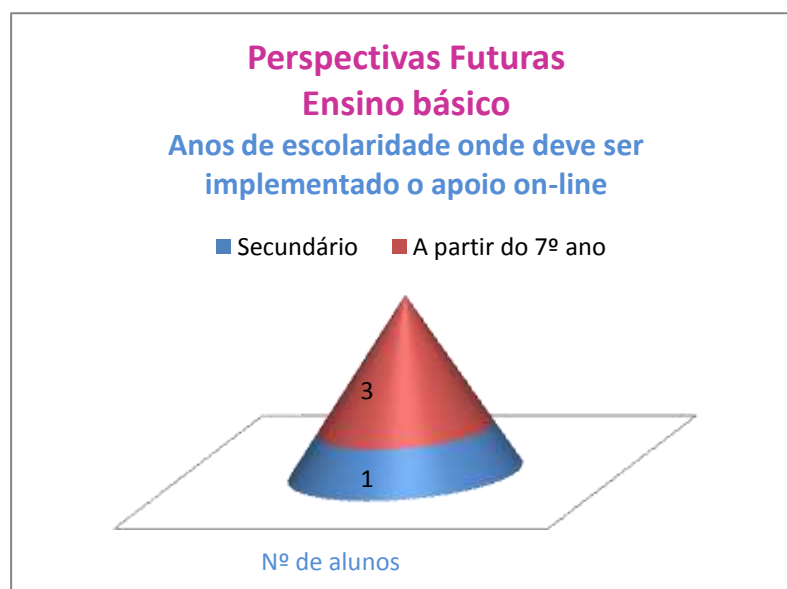 Perspectivas Futuras
Ensino básico
Anos de escolaridade onde deve ser
implementado o apoio on-line
Secundário A partir do 7º ano
3
1
Nº de alunos